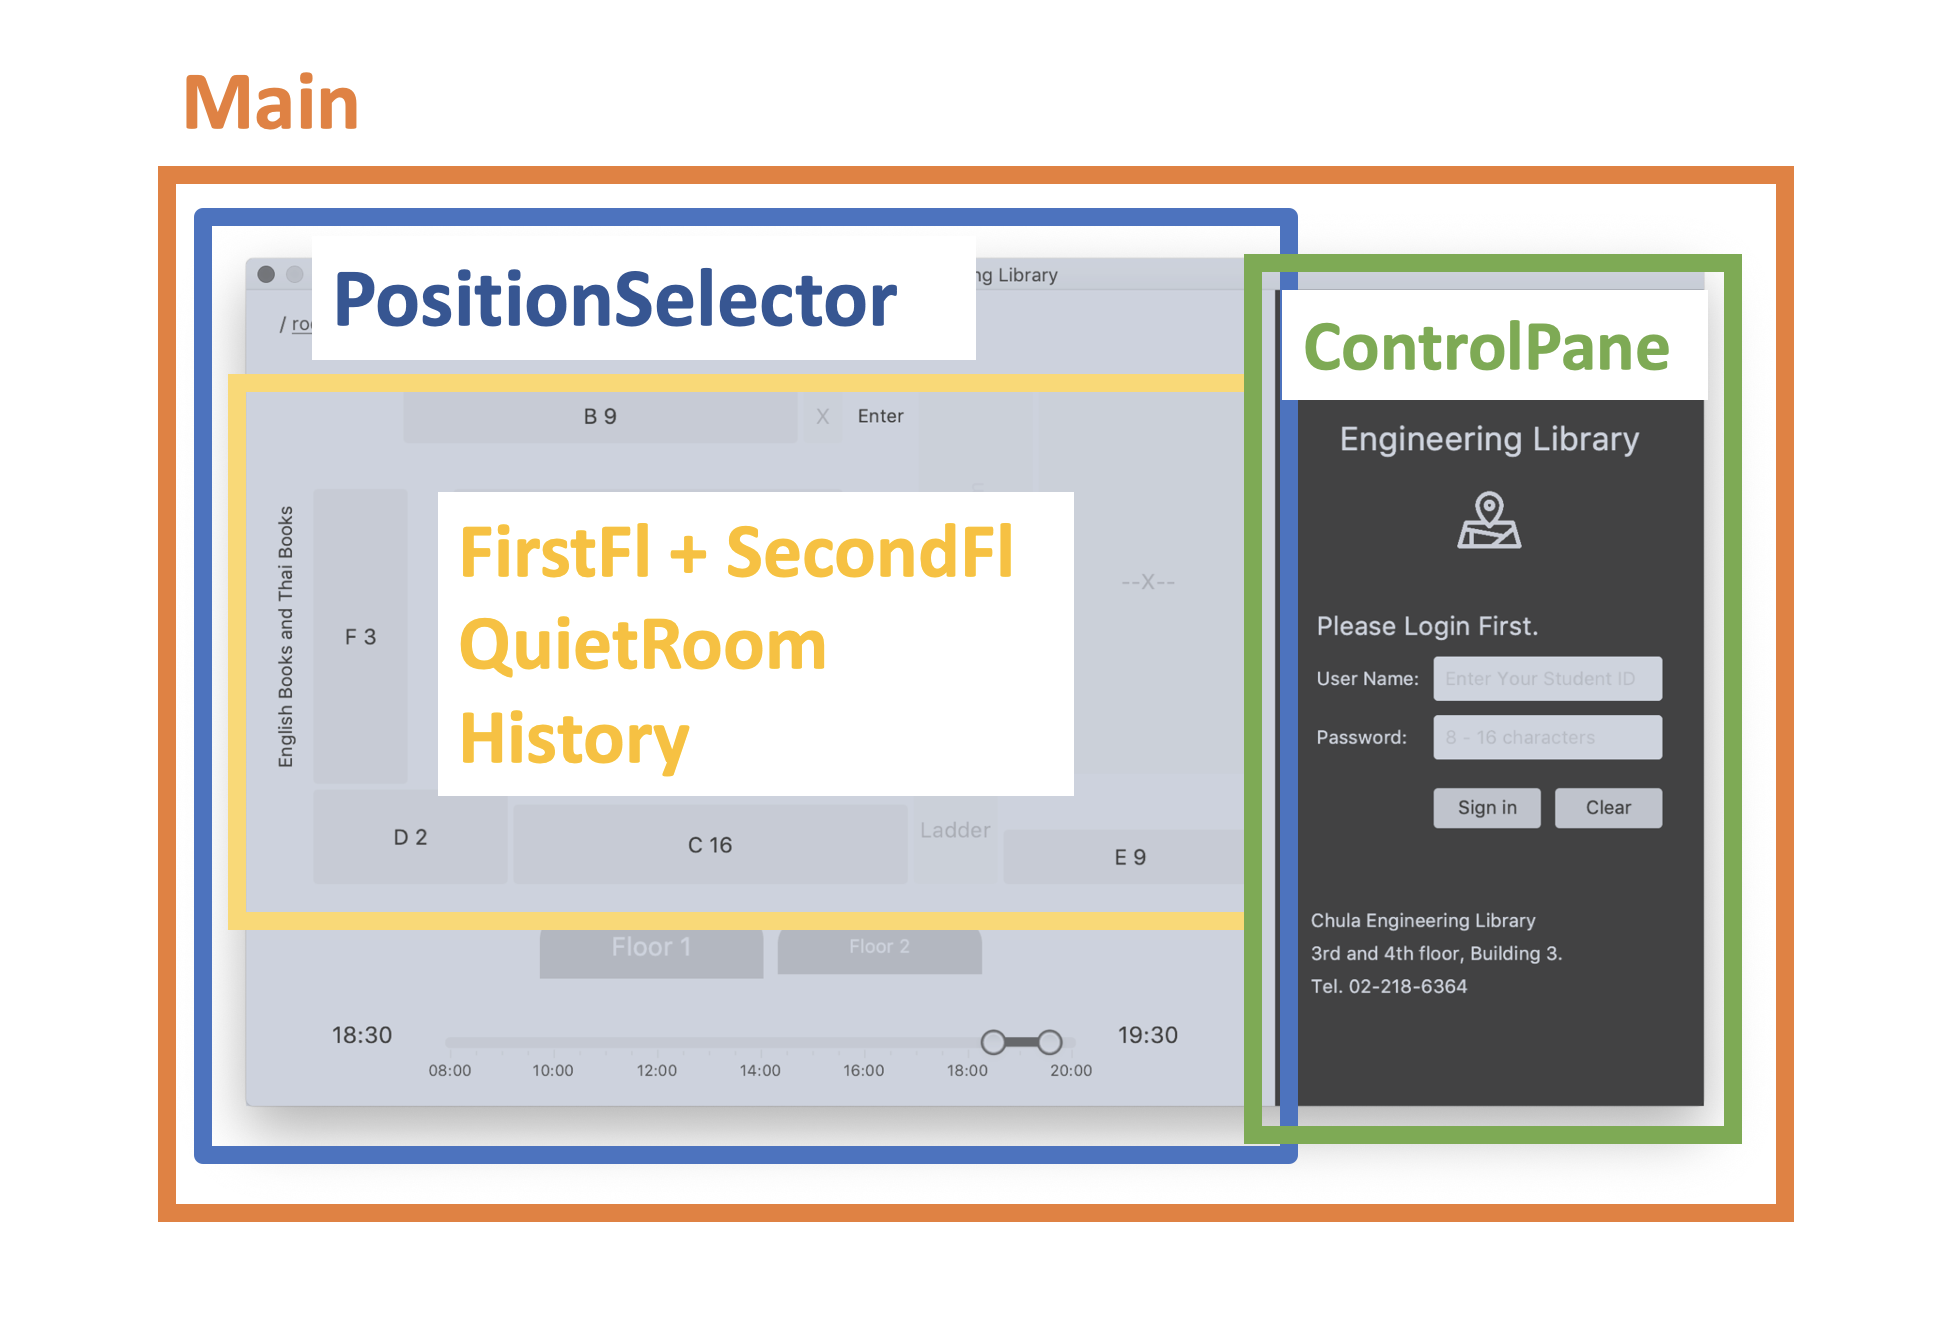 Main
PositionSelector
Library
/
ControlPane
B 9
X
Enter
Engineering Library
FirstFl + SecondFl
QuietRoom
History
English Books and Thai Books
F 3
--X--
Please Login First.
User Name:
Enter Your Student ID
Password:
8 - 16 characters
Sign in
Clear
D 2
C 16
Ladder
E 9
Floor 1
Floor 2
Chula Engineering Library
3rd and 4th floor, Building 3.
Tel. 02-218-6364
18:30
19:30
08:00
10:00
12:00
14:00
16:00
18:00
20:00